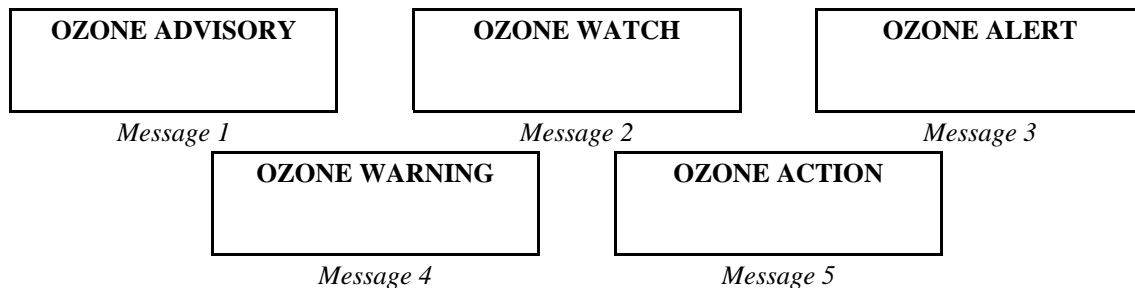 OZONE ADVISORY
OZONE WATCH
OZONE ALERT
Message 1
Message 2
Message 3
OZONE WARNING
OZONE ACTION
Message 4
Message 5